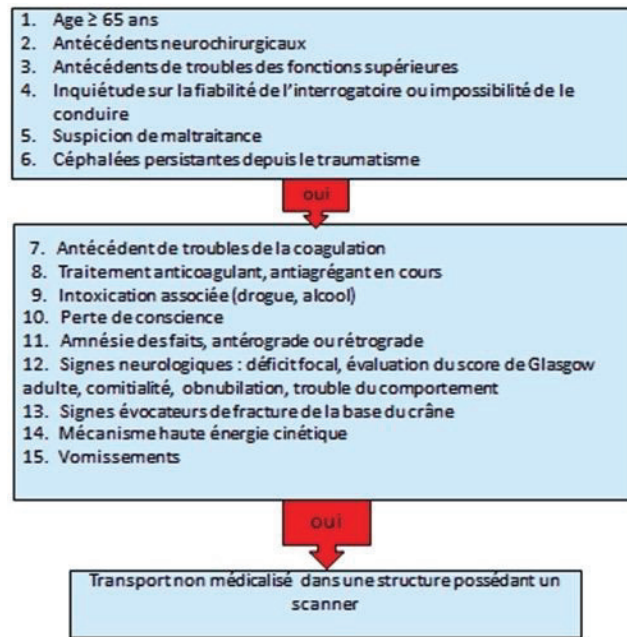 1. Age ≥ 65 ans
2. Antécédents neurochirurgicaux
3. Antécédents de troubles des fonctions supérieures
4. Inquiétude sur la fiabilité de l'interrogatoire ou impossibilité de le
conduire
5. Suspicion de maltraitance
6. Céphalées persistantes depuis le traumatisme
oui
7. Antécédent de troubles de la coagulation
8. Traitement anticoagulant, antiagrégant en cours
9. Intoxication associée (drogue, alcool)
10. Perte de conscience
11. Amnésie des faits, antérograde ou rétrograde
12. Signes neurologiques : déficit focal, évaluation du score de Glasgow
adulte, comitialité, obnubilation, trouble du comportement
13. Signes évocateurs de fracture de la base du crâne
14. Mécanisme haute énergie cinétique
15. Vomissements
oui
Transport non médicalisé dans une structure possédant un
scanner